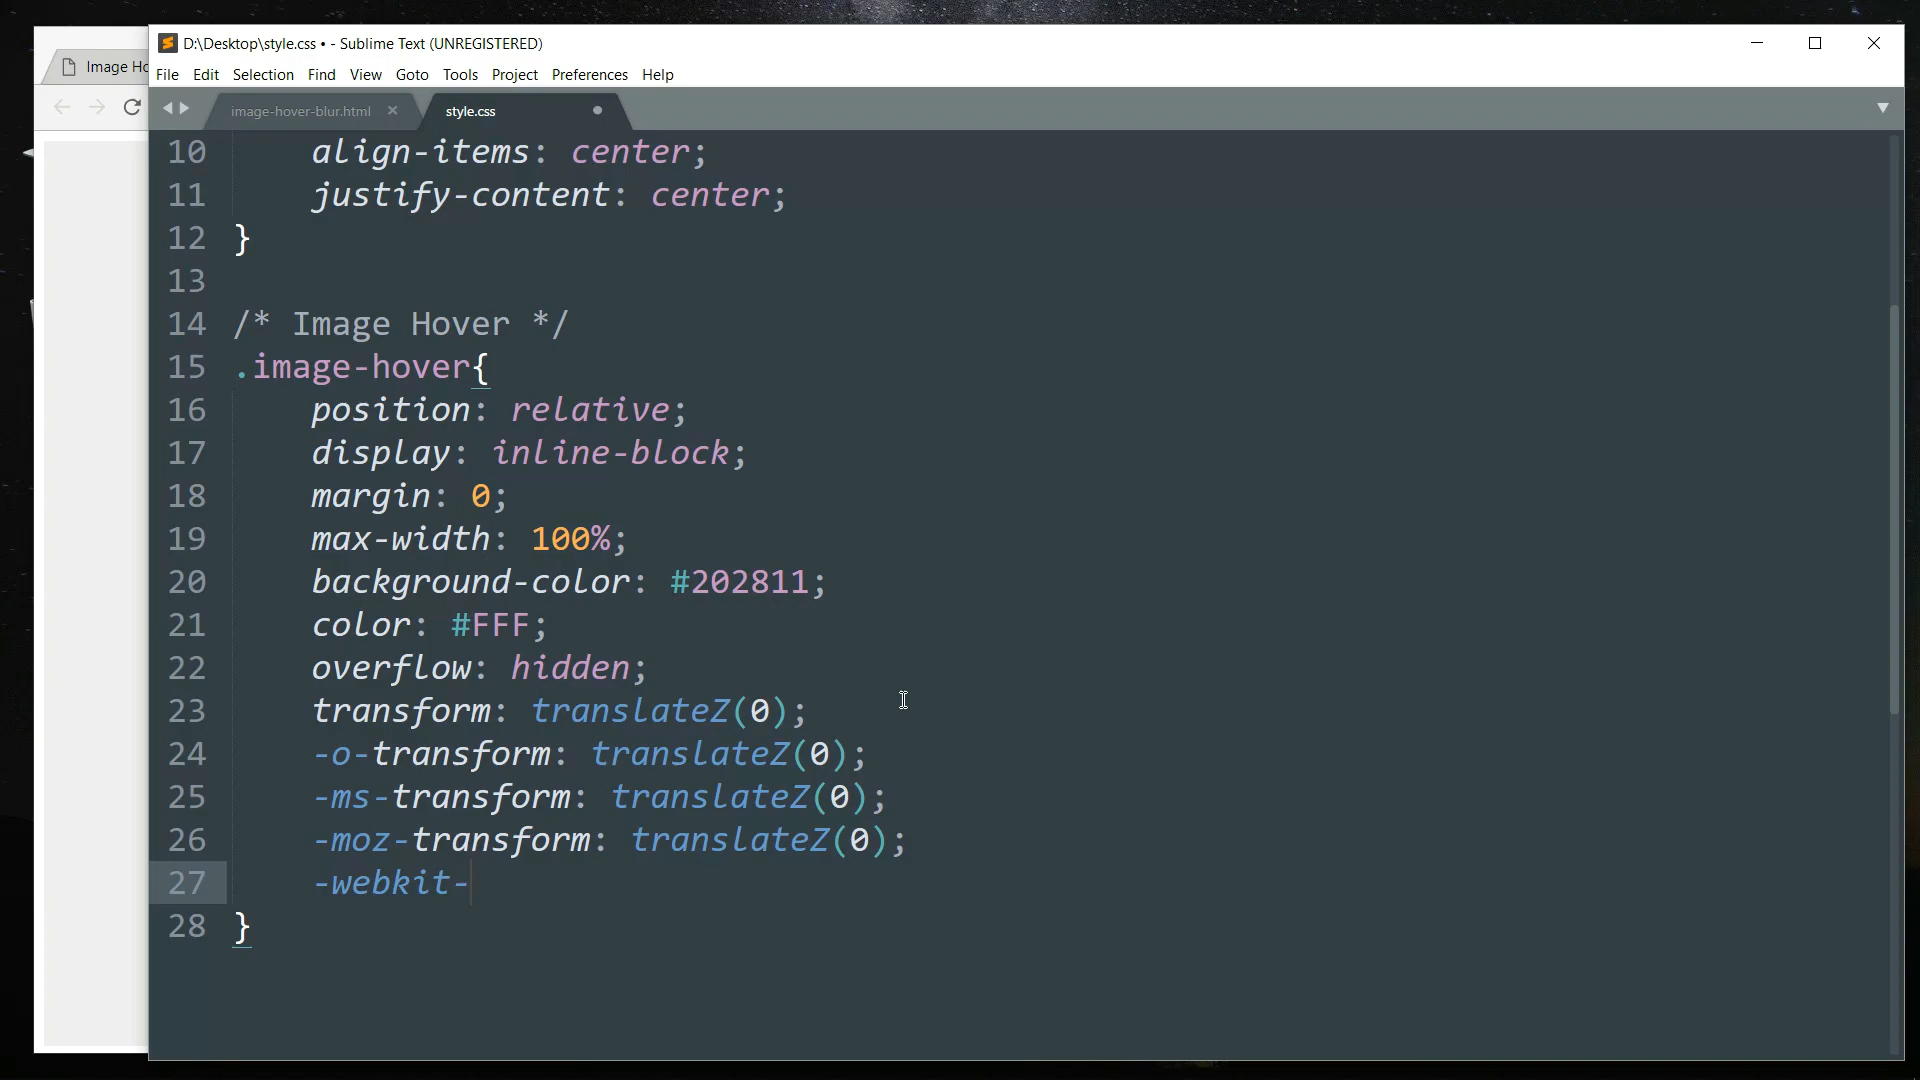 Image Ho
D:\Desktop\style.css • - Sublime Text (UNREGISTERED)
File Edit Selection Find View Goto Tools Project Preferences Help
image-hover-blur.html × style.css
10 align-items: center;
11 justify-content: center;
12 }
13
14 /* Image Hover */
15 .image-hover{
16 position: relative;
17 display: inline-block;
18 margin: 0;
19 max-width: 100%;
20 background-color: #202811;
21 color: #FFF;
22 overflow: hidden;
23 transform: translateZ(0);
24 -o-transform: translateZ(0);
25 -ms-transform: translateZ(0);
26 -moz-transform: translateZ(0);
27 -webkit-
28 }